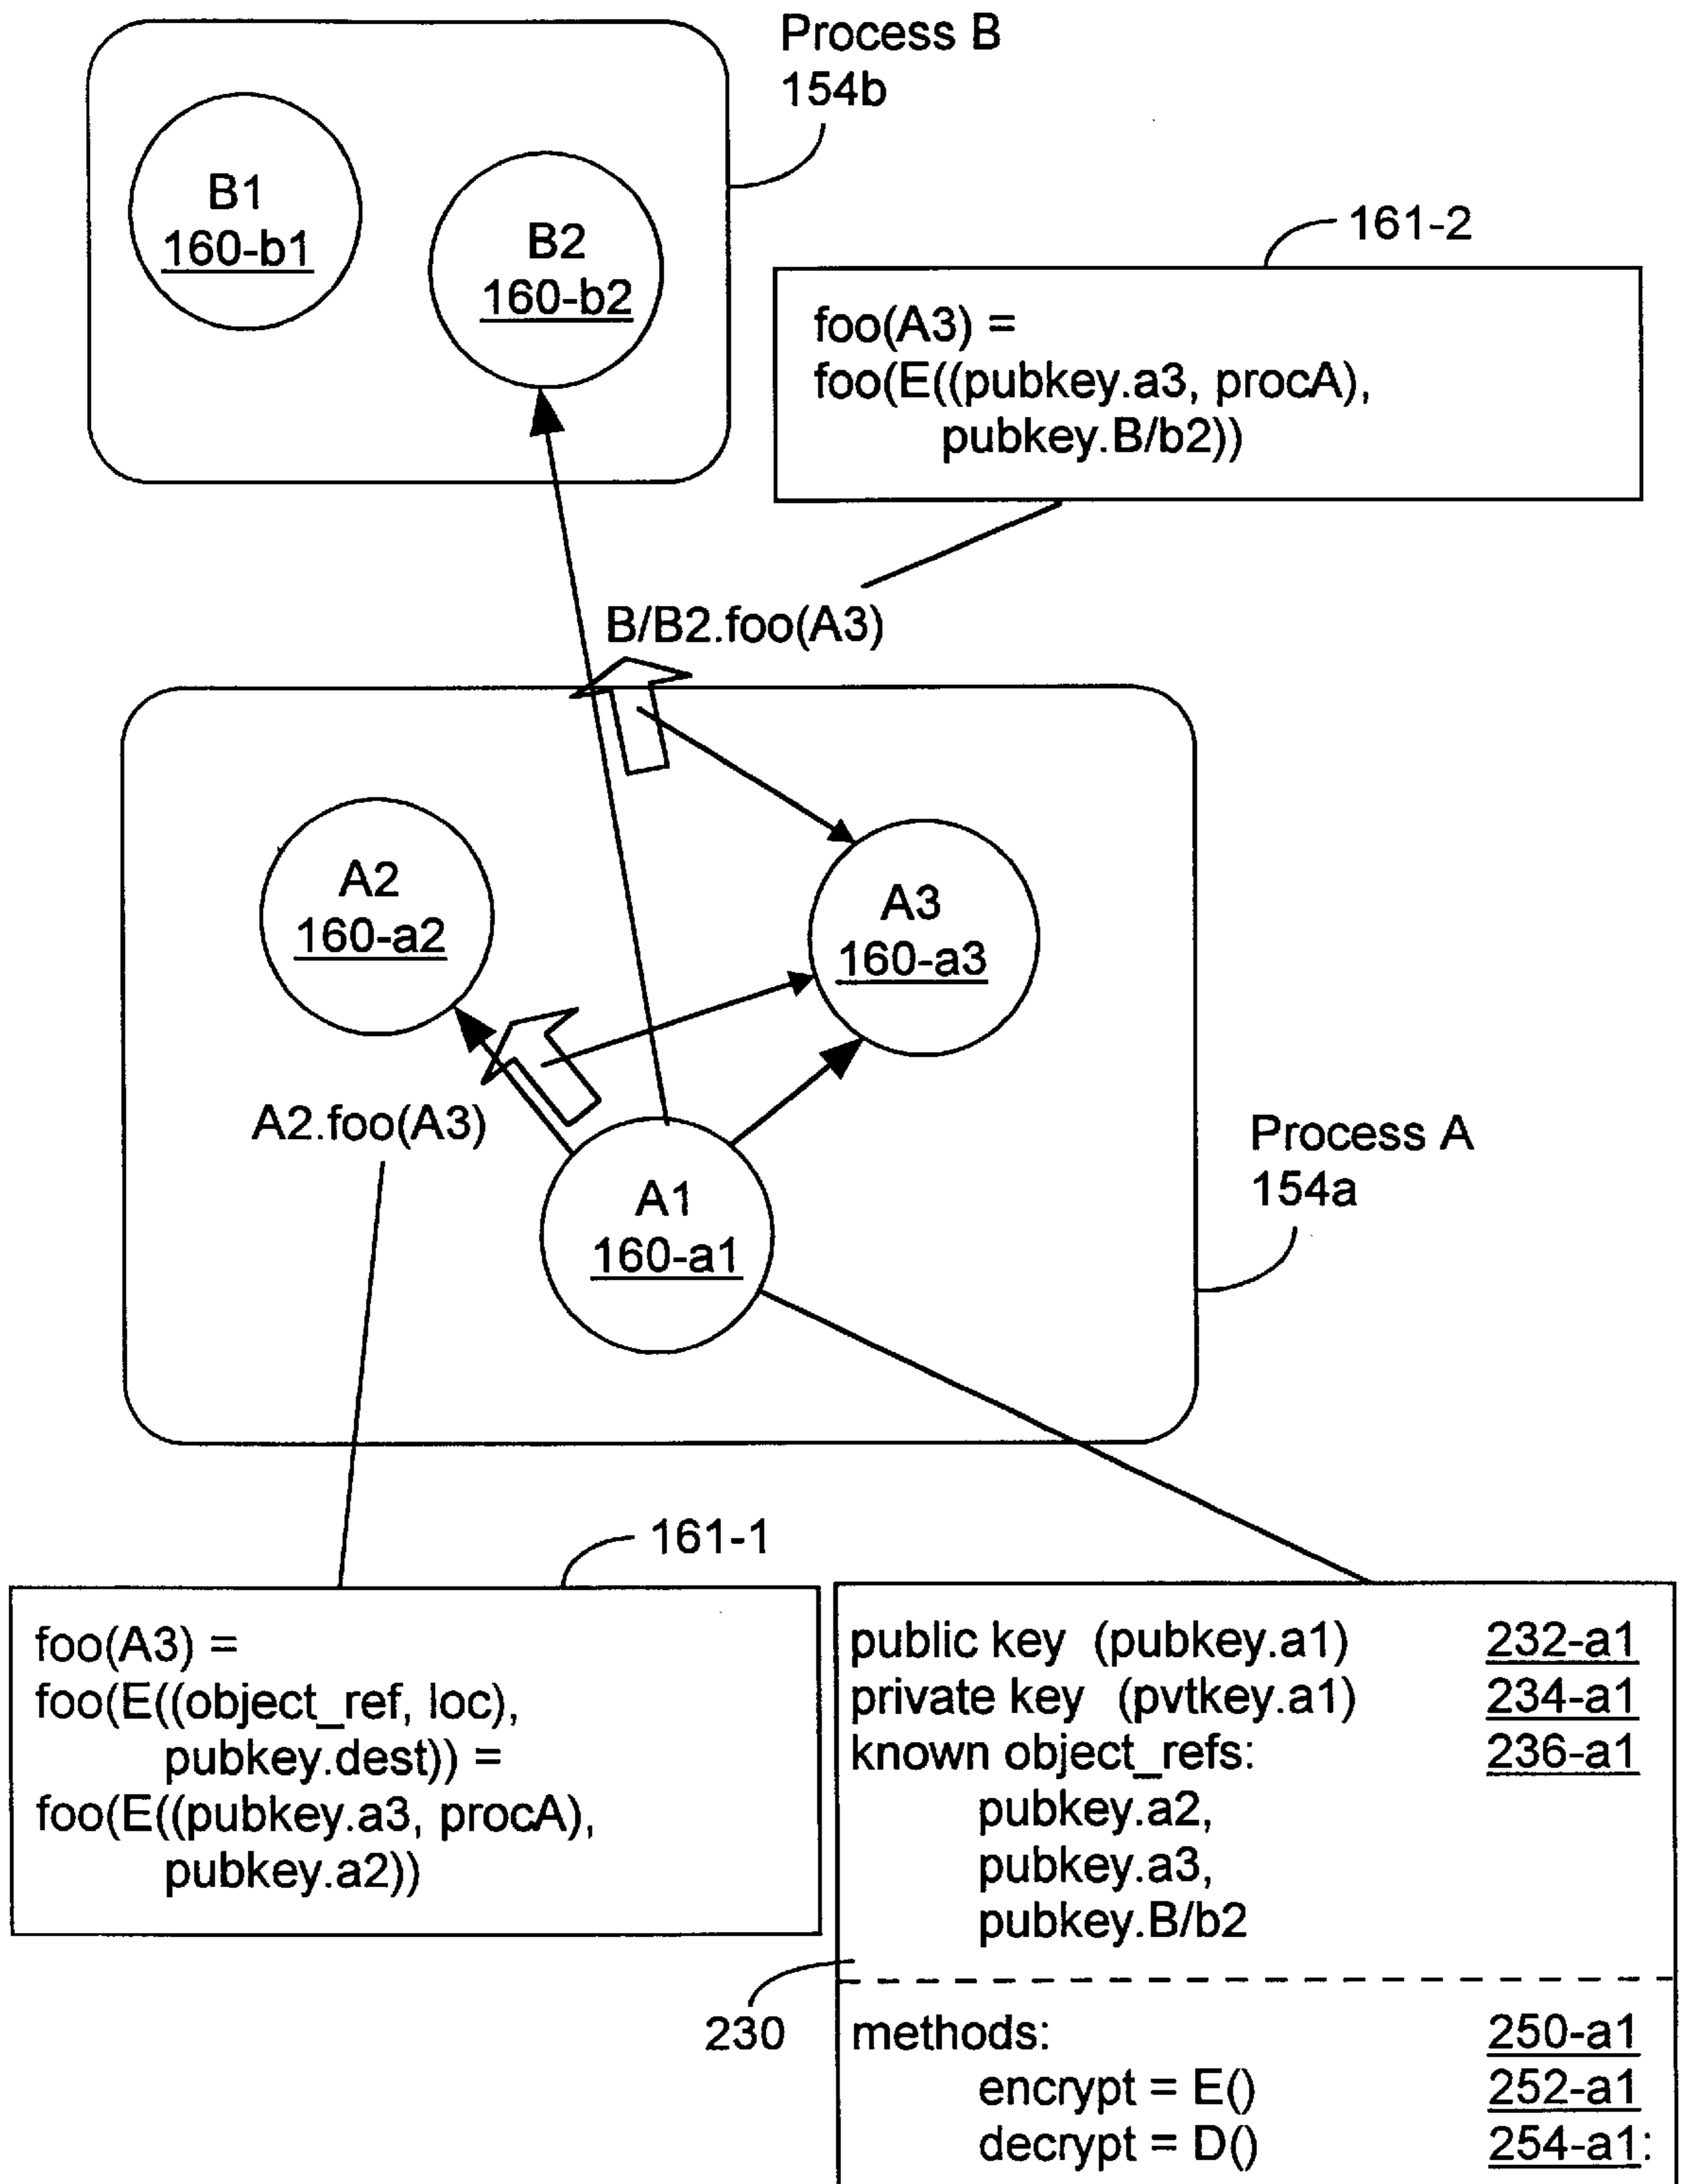 Process B
154b
B1
160-b1
B2
160-b2
161-2
foo(A3) =
foo(E((pubkey.a3, procA),
pubkey.B/b2))
B/B2.foo(A3)
A2
160-a2
A3
160-a3
A2.foo(A3)
A1
160-a1
Process A
154a
161-1
foo(A3) =
foo(E((object_ref, loc),
pubkey.dest)) =
foo(E((pubkey.a3, procA),
pubkey.a2))
public key (pubkey.a1) 232-a1
private key (pvtkey.a1) 234-a1
known object_refs: 236-a1
pubkey.a2,
pubkey.a3,
pubkey.B/b2
230
methods: 250-a1
encrypt = E() 252-a1
decrypt = D() 254-a1: